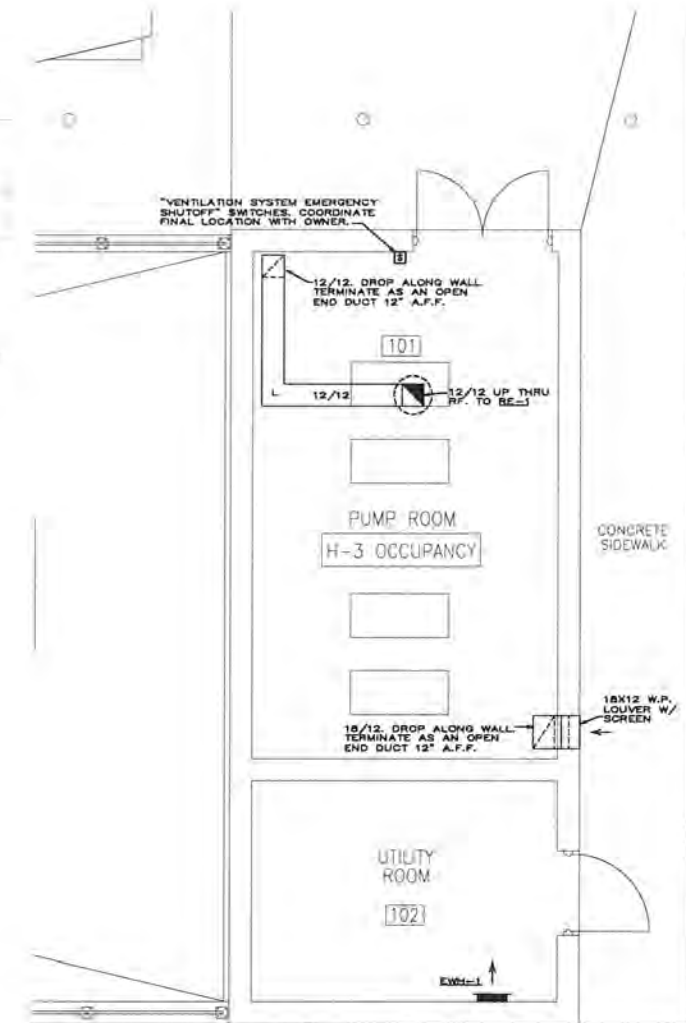 "VENTILATION SYSTEM EMERGENCY
SHUTOFF" SWITCHES. COORDINATE
FINAL LOCATION WITH OWNER.
12/12. DROP ALONG WALL
TERMINATE AS AN OPEN
END DUCT 12" A.F.F.
101
12/12
12/12 UP THRU
RF. TO RE-1
PUMP ROOM
H-3 OCCUPANCY
CONCRETE
SIDEWALK
18X12 W.P.
LOUVER W/
SCREEN
18/12. DROP ALONG WALL
TERMINATE AS AN OPEN
END DUCT 12" A.F.F.
UTILITY
ROOM
102
EWH-1